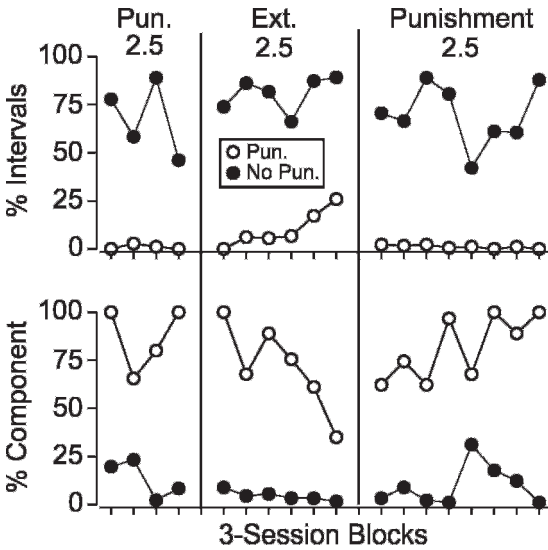 Pun. Ext. Punishment
2.5 2.5 2.5
100
75
50
25
0
% Intervals
Pun.
No Pun.
100
75
50
25
0
% Component
3-Session Blocks